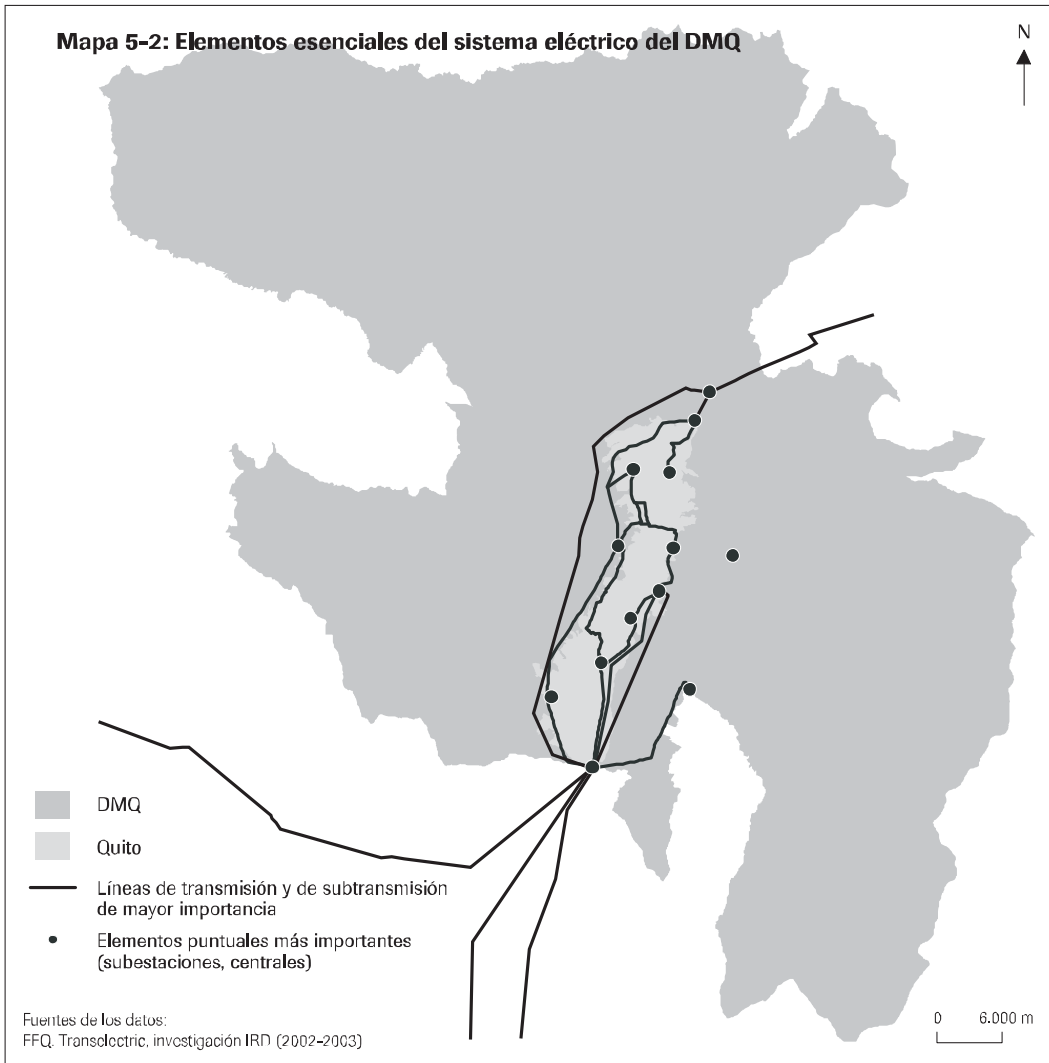 Mapa 5-2: Elementos esenciales del sistema eléctrico del DMQ
N
DMQ
Quito
Líneas de transmisión y de subtransmisión
de mayor importancia
Elementos puntuales más importantes
(subestaciones, centrales)
Fuentes de los datos:
EEQ, Transelectric, investigación IRD (2002-2003)
0 6.000 m